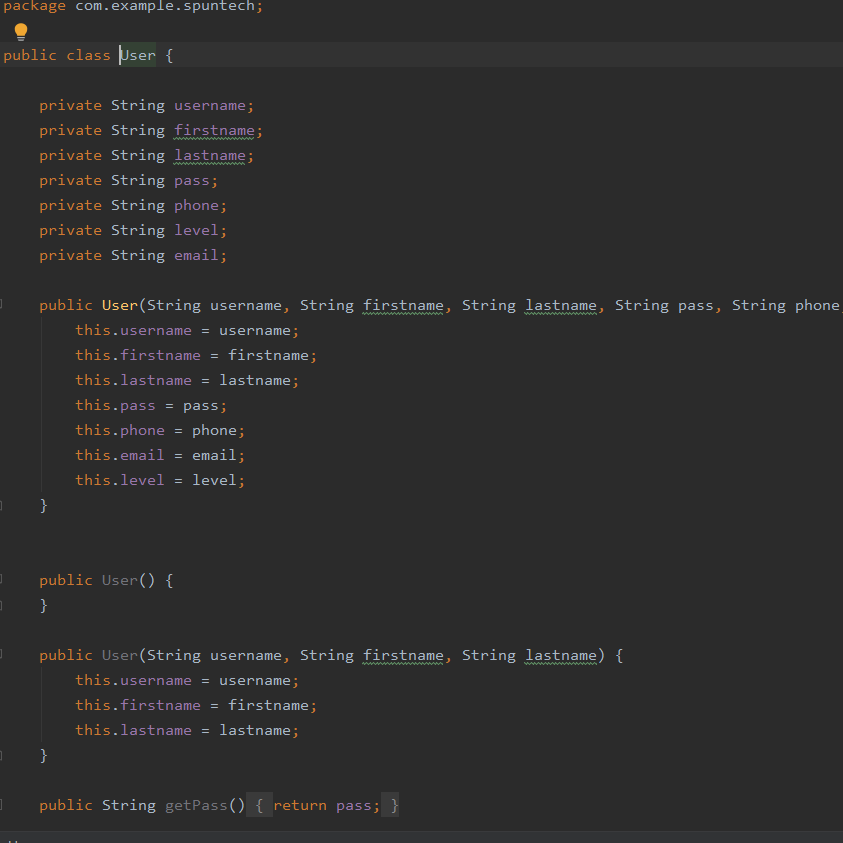 package com.example.sputech;
public class User {
private String username;
private String firstname;
private String lastname;
private String pass;
private String phone;
private String level;
private String email;
public User(String username, String firstname, String lastname, String pass, String phone,
this.username = username;
this.firstname = firstname;
this.lastname = lastname;
this.pass = pass;
this.phone = phone;
this.email = email;
this.level = level;
}
public User() {
}
public User(String username, String firstname, String lastname) {
this.username = username;
this.firstname = firstname;
this.lastname = lastname;
}
public String getPass() { return pass; }